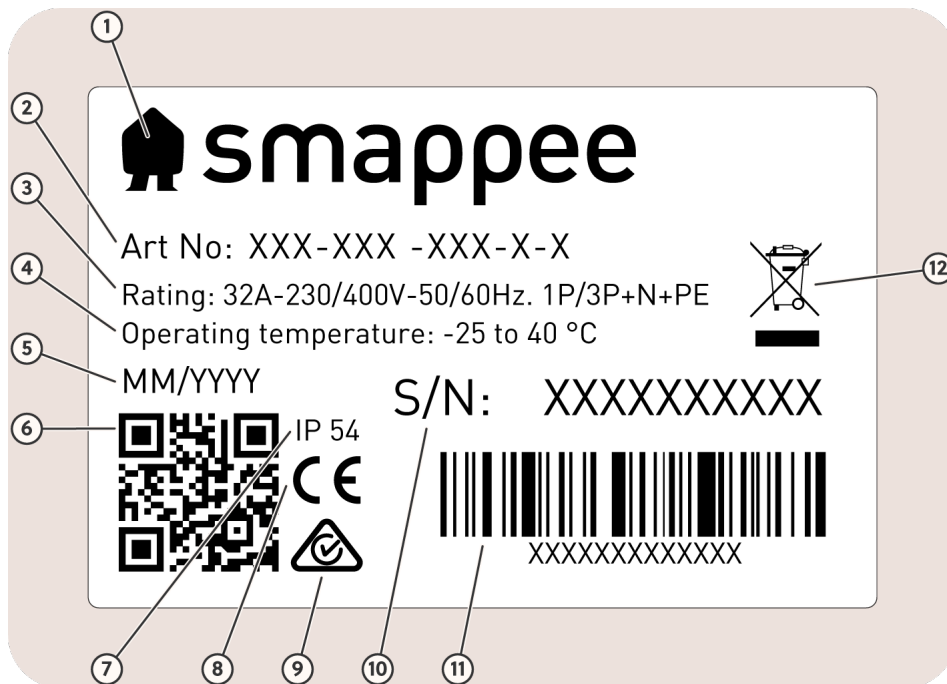 1
2
3
4
5
6
7
8
9
10
11
12
smappee
Art No: XXX-XXX -XXX-X-X
Rating: 32A-230/400V-50/60Hz. 1P/3P+N+PE
Operating temperature: -25 to 40 °C
MM/YYYY
S/N: XXXXXXXXXX
IP 54
CE
XXXXXXXXXXXXX